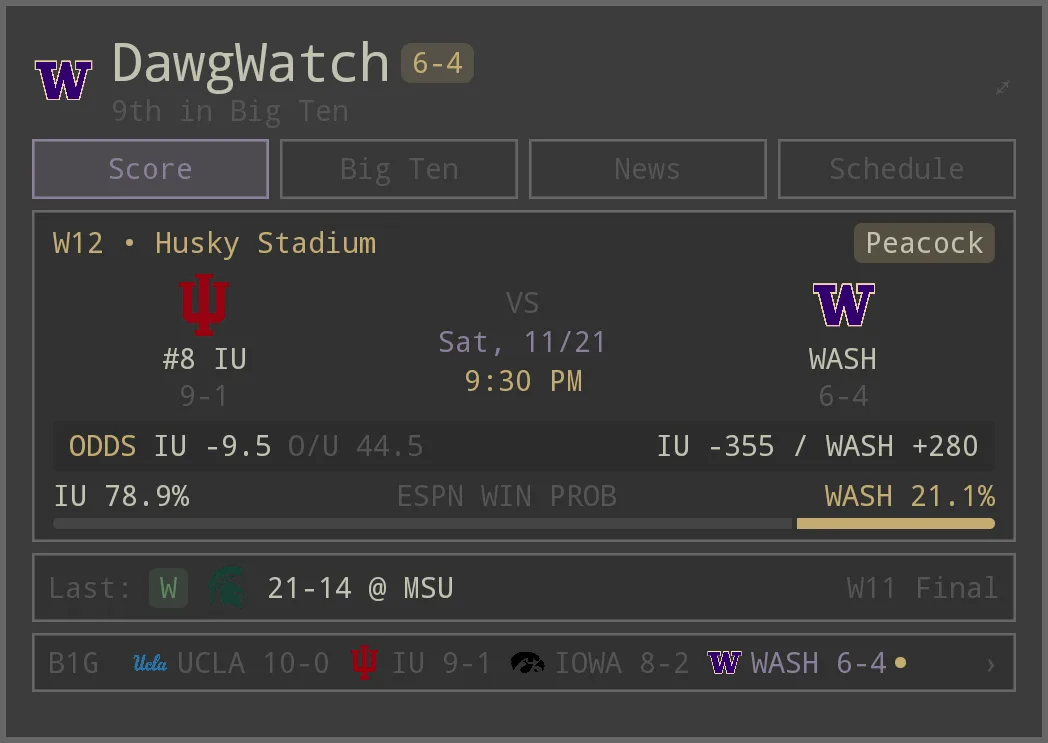 W DawgWatch 6-4
9th in Big Ten
Score Big Ten News Schedule
W12 • Husky Stadium Peacock
VS
W
#8 IU Sat, 11/21 WASH
9-1 9:30 PM 6-4
ODDS IU -9.5 O/U 44.5 IU -355 / WASH +280
IU 78.9% ESPN WIN PROB WASH 21.1%
Last: W 21-14 @ MSU W11 Final
B1G Ucla UCLA 10-0 IU 9-1 IOWA 8-2 W WASH 6-4 ›